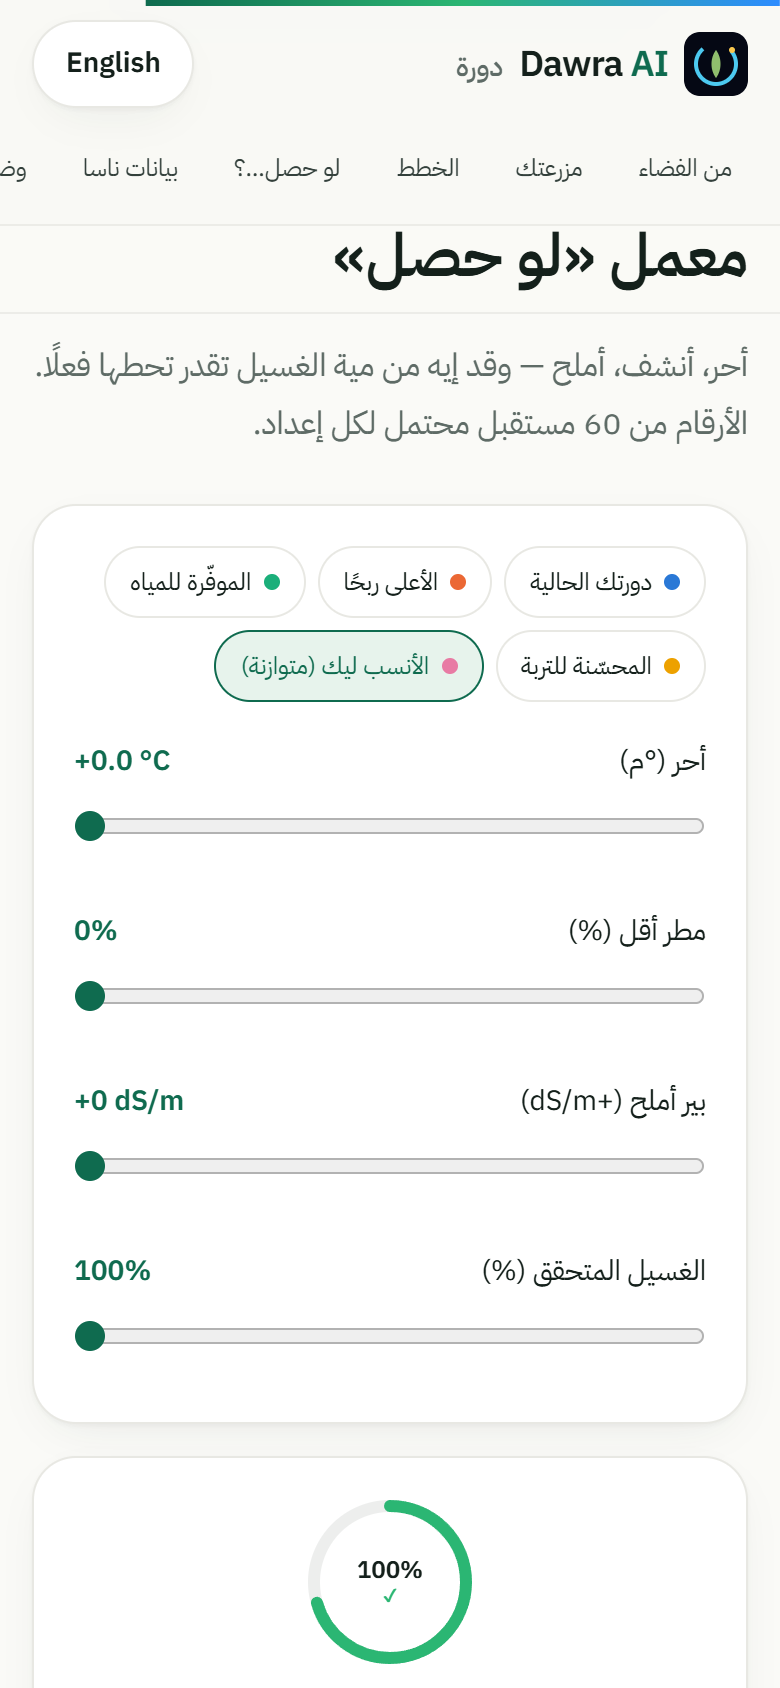 Dawra AI دورة
English
من الفضاء مزرعتك الخطط لو حصل...؟ بيانات ناسا
معمل «لو حصل»
أحر، أنشف، أملح — وقد إيه من مية الغسيل تقدر تحطها فعلًا.
الأرقام من 60 مستقبل محتمل لكل إعداد.
دورتك الحالية الأعلى ربحًا الموفّرة للمياه
المحسّنة للتربة الأنسب ليك (متوازنة)
أحر (°م) +0.0 °C
مطر أقل (%) 0%
بير أملح (+dS/m) +0 dS/m
الغسيل المتحقق (%) 100%
100%
✓